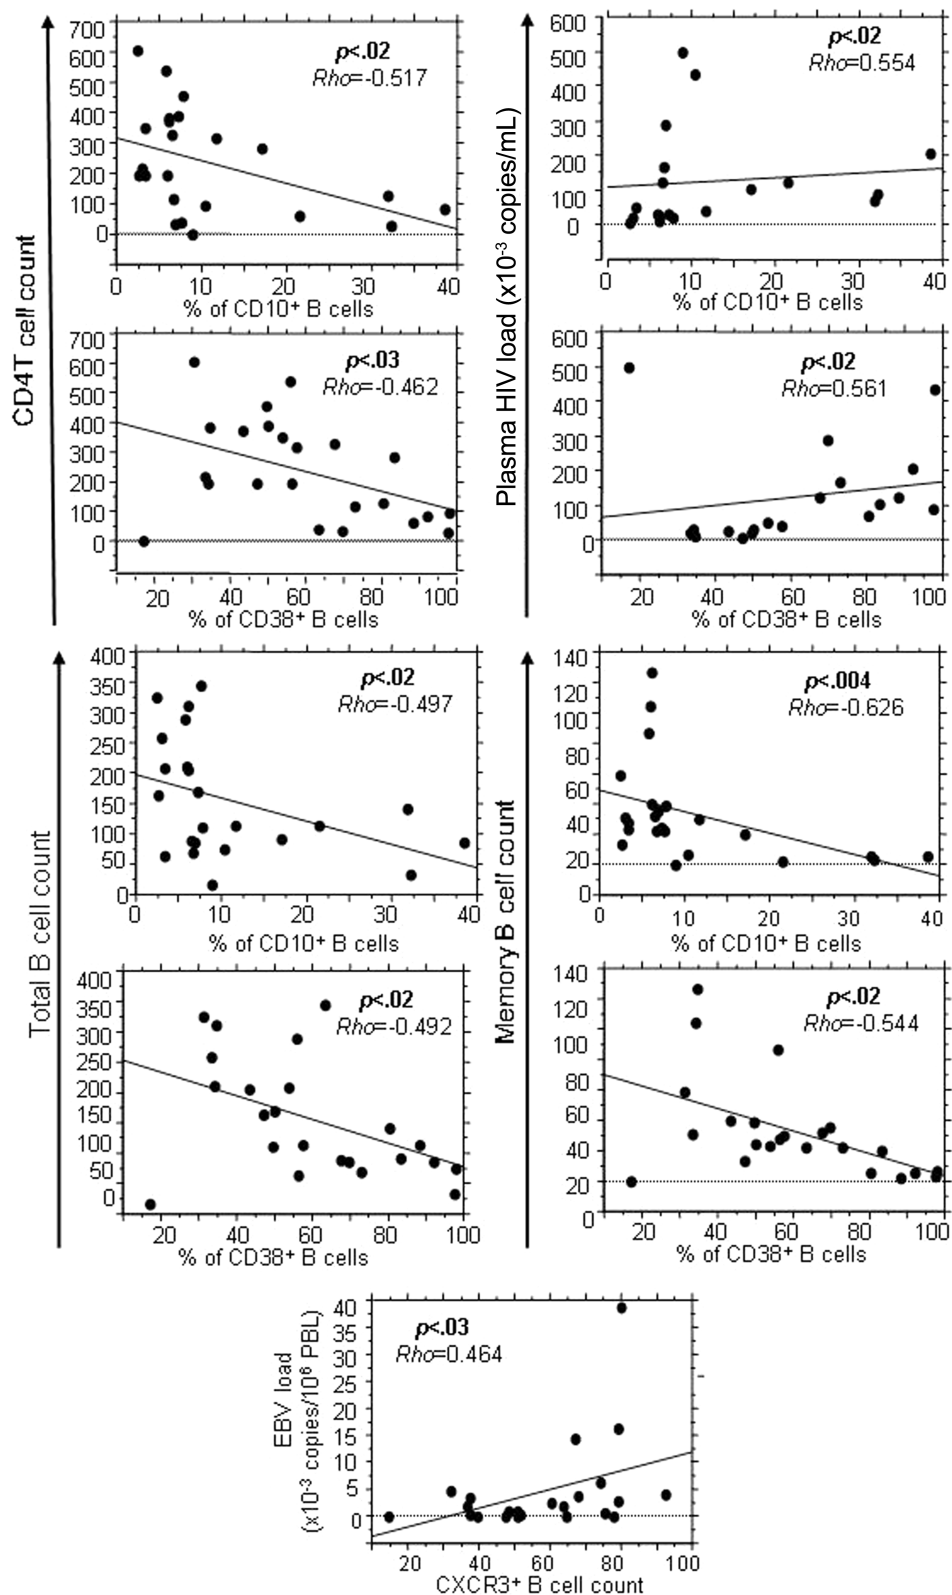 CD4T cell count
700
600
500
400
300
200
100
0
p<.02
Rho=-0.517
0 10 20 30 40
% of CD10+ B cells
Plasma HIV load (x10-3 copies/mL)
600
500
400
300
200
100
0
p<.02
Rho=0.554
0 10 20 30 40
% of CD10+ B cells
700
600
500
400
300
200
100
0
p<.03
Rho=-0.462
20 40 60 80 100
% of CD38+ B cells
600
500
400
300
200
100
0
p<.02
Rho=0.561
20 40 60 80 100
% of CD38+ B cells
Total B cell count
400
350
300
250
200
150
100
50
0
p<.02
Rho=-0.497
0 10 20 30 40
% of CD10+ B cells
Memory B cell count
140
120
100
80
60
40
20
0
p<.004
Rho=-0.626
0 10 20 30 40
% of CD10+ B cells
400
350
300
250
200
150
100
50
0
p<.02
Rho=-0.492
20 40 60 80 100
% of CD38+ B cells
140
120
100
80
60
40
20
0
p<.02
Rho=-0.544
20 40 60 80 100
% of CD38+ B cells
EBV load
(x10-3 copies/106 PBL)
40
35
30
25
20
15
10
5
0
p<.03
Rho=0.464
20 40 60 80 100
CXCR3+ B cell count